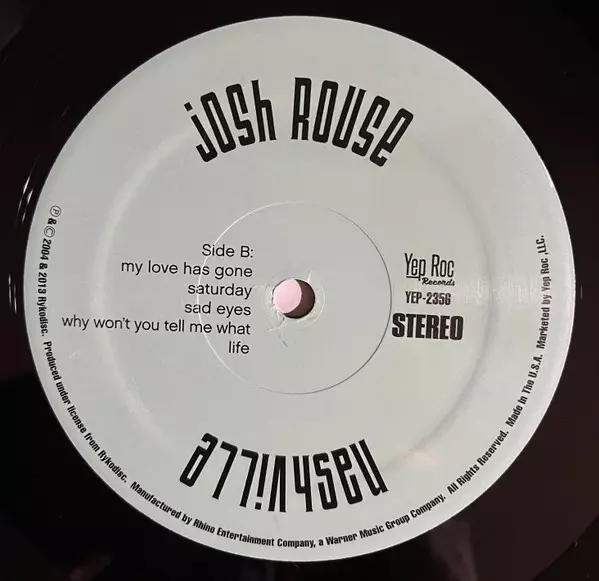 josh Rouse
Side B:
my love has gone
saturday
sad eyes
why won't you tell me what
life
Yep Roc
Records
YEP-2356
STEREO
nashville
℗ & © 2004 & 2013 Rykodisc. Produced under license from Rykodisc. Manufactured by Rhino Entertainment Company, a Warner Music Group Company. All Rights Reserved. Made in The U.S.A. Marketed by Yep Roc ,LLC.